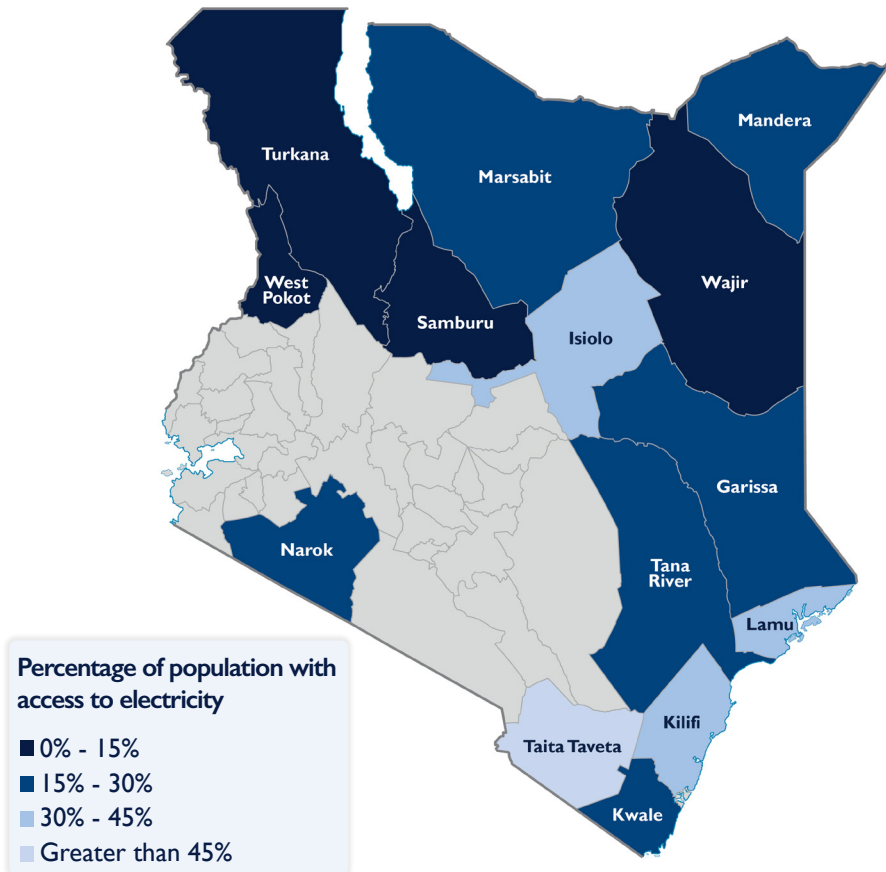 Mandera
Turkana
Marsabit
West
Pokot
Wajir
Samburu
Isiolo
Garissa
Narok
Tana
River
Lamu
Kilifi
Taita Taveta
Kwale
Percentage of population with
access to electricity
0% - 15%
15% - 30%
30% - 45%
Greater than 45%